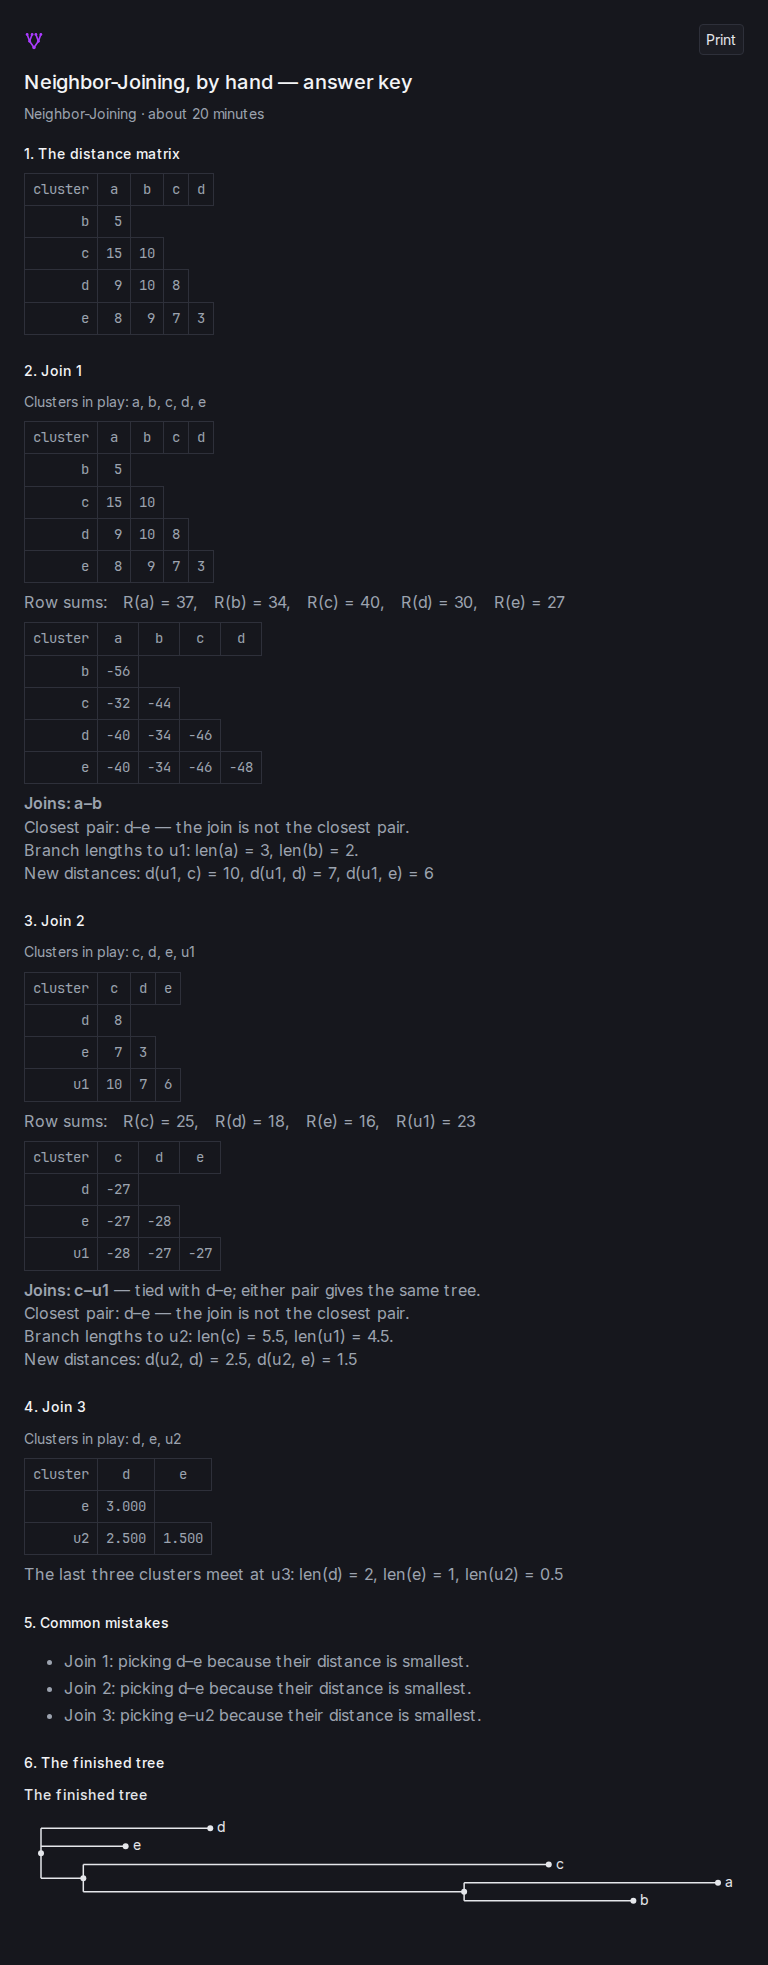 Print
Neighbor-Joining, by hand — answer key
Neighbor-Joining · about 20 minutes
1. The distance matrix
cluster a b c d
b 5
c 15 10
d 9 10 8
e 8 9 7 3
2. Join 1
Clusters in play: a, b, c, d, e
cluster a b c d
b 5
c 15 10
d 9 10 8
e 8 9 7 3
Row sums: R(a) = 37, R(b) = 34, R(c) = 40, R(d) = 30, R(e) = 27
cluster a b c d
b -56
c -32 -44
d -40 -34 -46
e -40 -34 -46 -48
Joins: a–b
Closest pair: d–e — the join is not the closest pair.
Branch lengths to u1: len(a) = 3, len(b) = 2.
New distances: d(u1, c) = 10, d(u1, d) = 7, d(u1, e) = 6
3. Join 2
Clusters in play: c, d, e, u1
cluster c d e
d 8
e 7 3
u1 10 7 6
Row sums: R(c) = 25, R(d) = 18, R(e) = 16, R(u1) = 23
cluster c d e
d -27
e -27 -28
u1 -28 -27 -27
Joins: c–u1 — tied with d–e; either pair gives the same tree.
Closest pair: d–e — the join is not the closest pair.
Branch lengths to u2: len(c) = 5.5, len(u1) = 4.5.
New distances: d(u2, d) = 2.5, d(u2, e) = 1.5
4. Join 3
Clusters in play: d, e, u2
cluster d e
e 3.000
u2 2.500 1.500
The last three clusters meet at u3: len(d) = 2, len(e) = 1, len(u2) = 0.5
5. Common mistakes
• Join 1: picking d–e because their distance is smallest.
• Join 2: picking d–e because their distance is smallest.
• Join 3: picking e–u2 because their distance is smallest.
6. The finished tree
The finished tree
d
e
c
a
b